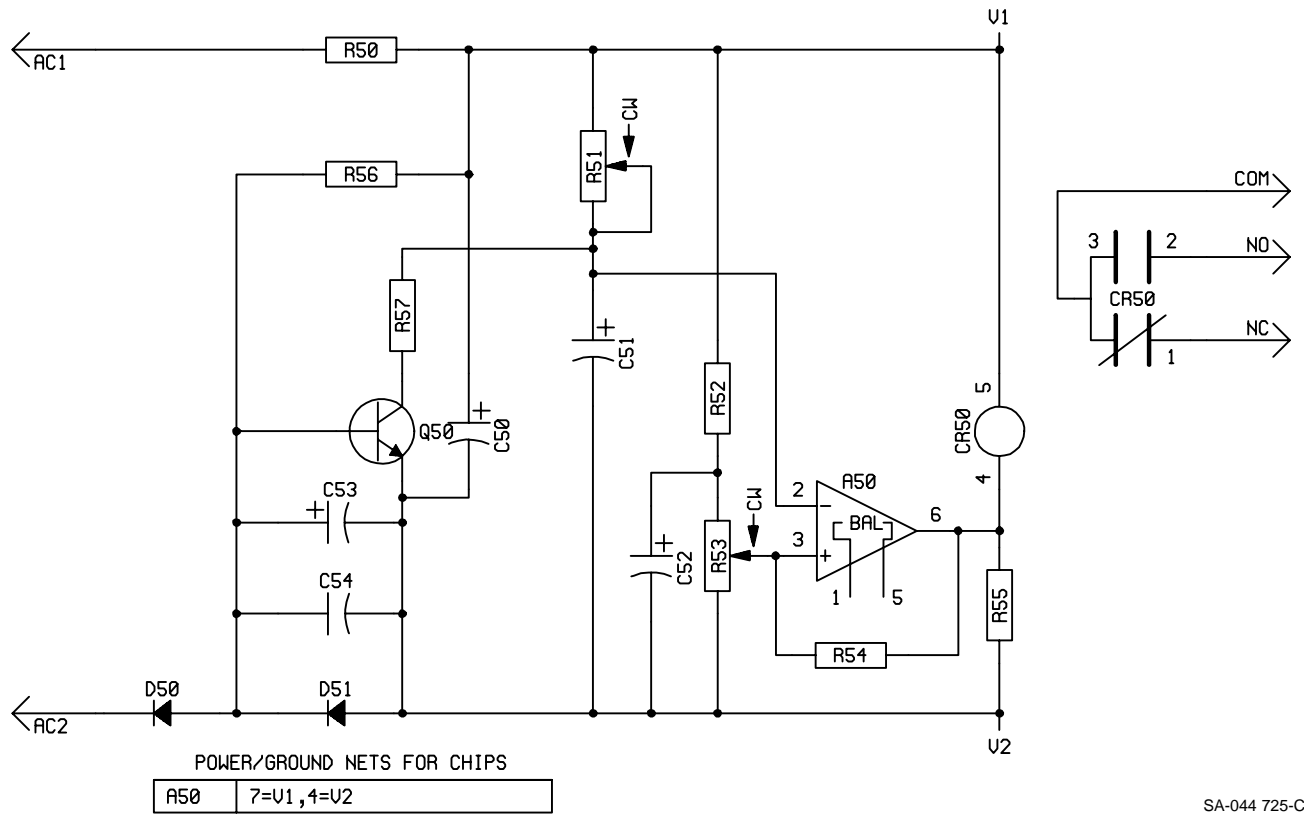 V1
AC1
R50
CW
R51
R56
COM
3
2
NO
CR50
NC
1
R57
C51
R52
5
CR50
4
Q50
C50
A50
2
−
BAL
6
3
+
1
5
CW
R53
C52
+
+
+
+
C53
C54
R54
R55
D50
D51
AC2
V2
POWER/GROUND NETS FOR CHIPS
A50 7=V1,4=V2
SA-044 725-C